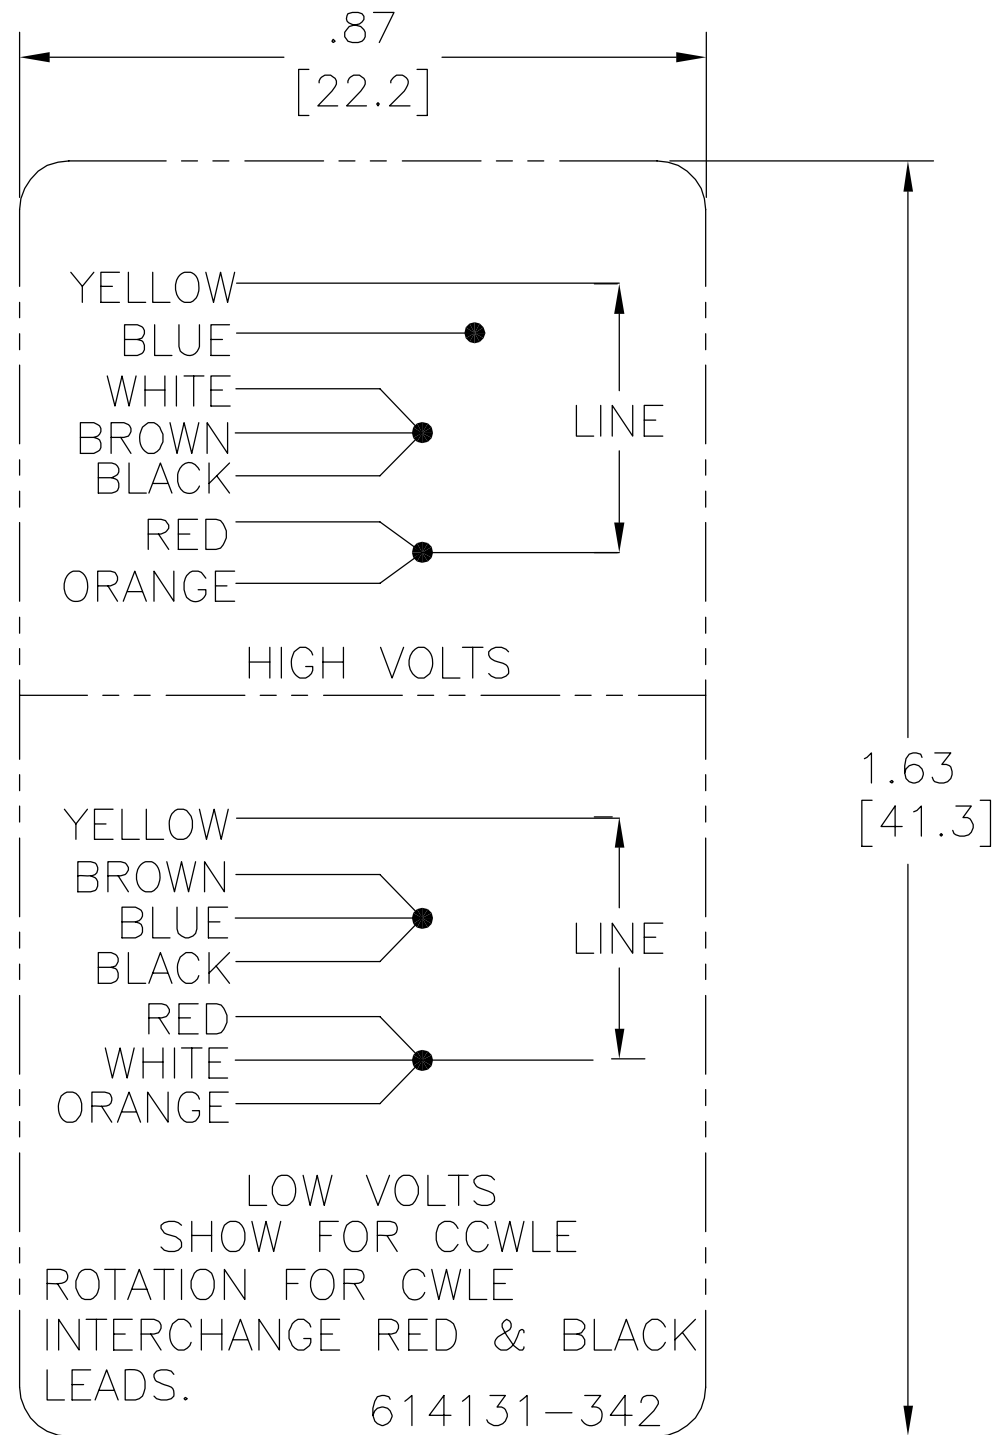 .87
[22.2]
YELLOW
BLUE
WHITE
LINE
BROWN
BLACK
RED
ORANGE
HIGH VOLTS
1.63
[41.3]
YELLOW
BROWN
BLUE
LINE
BLACK
RED
WHITE
ORANGE
LOW VOLTS
SHOW FOR CCWLE
ROTATION FOR CWLE
INTERCHANGE RED & BLACK
LEADS.
614131-342